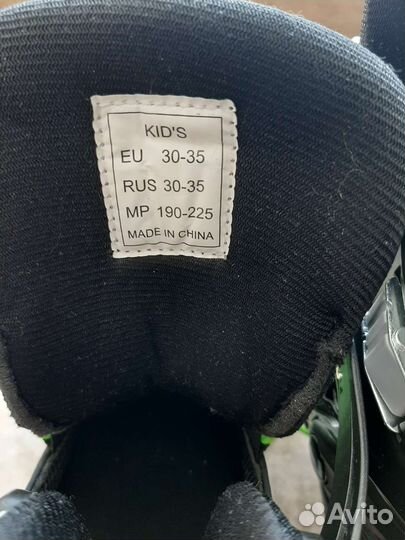 KID'S
EU 30-35
RUS 30-35
MP 190-225
MADE IN CHINA
Avito